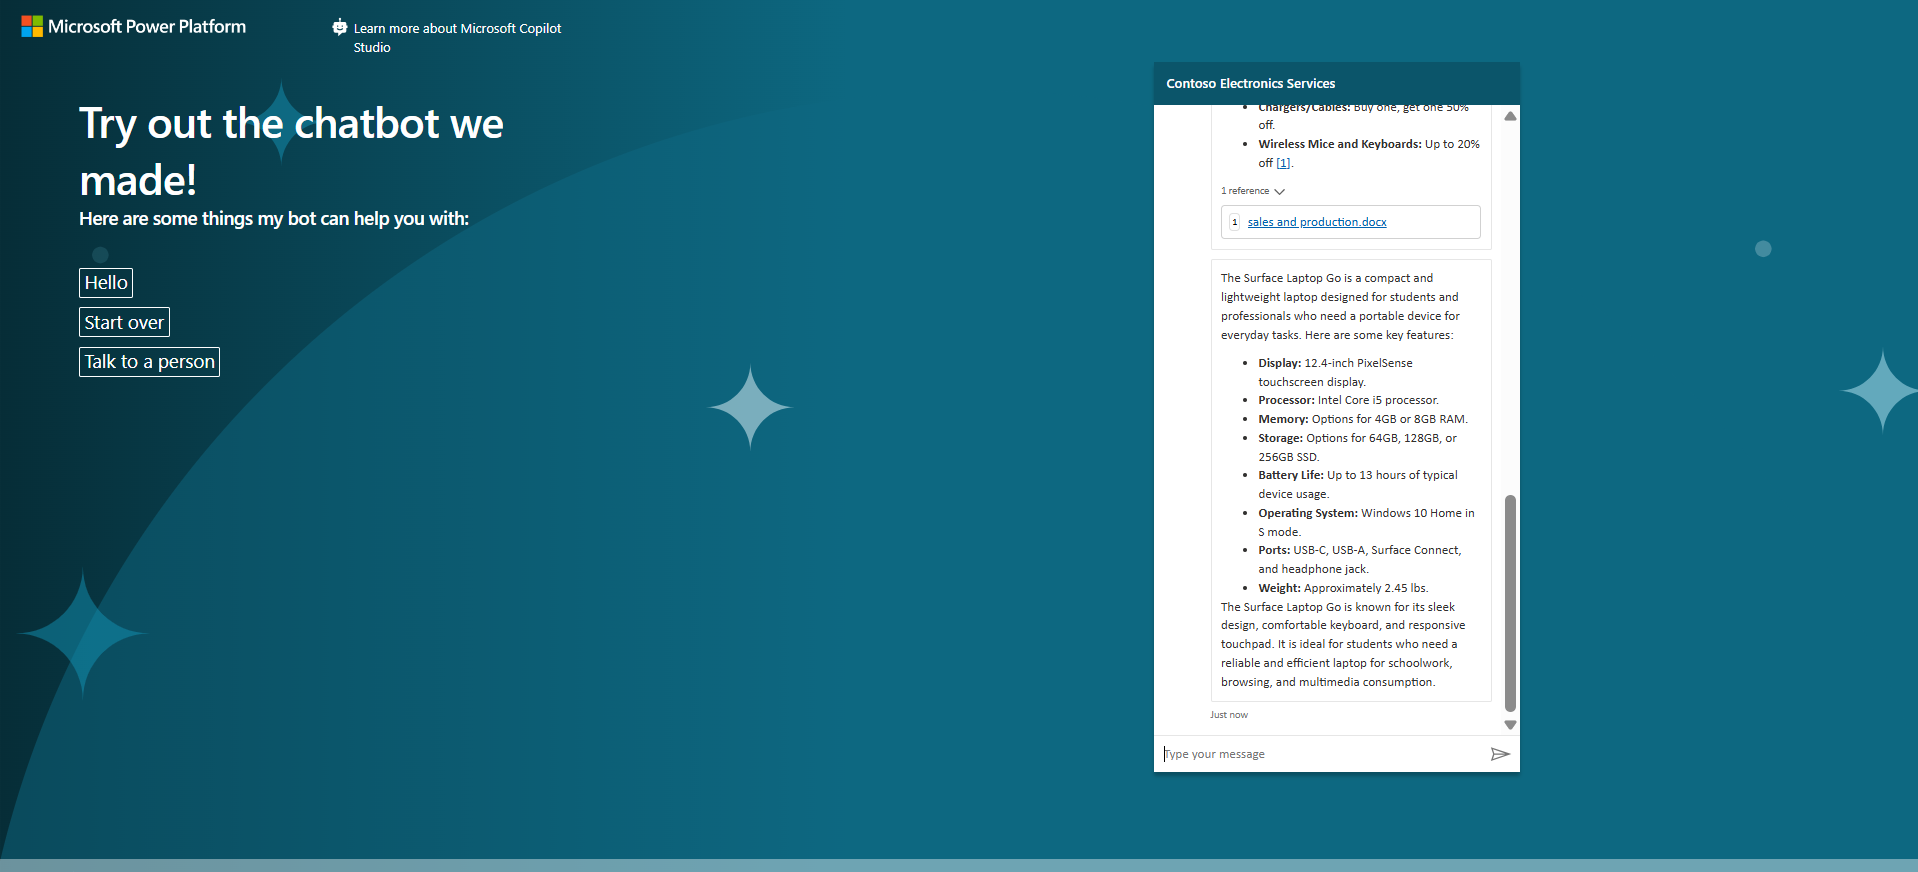 Microsoft Power Platform
Learn more about Microsoft Copilot
Studio
Try out the chatbot we
made!
Here are some things my bot can help you with:
Hello
Start over
Talk to a person
Contoso Electronics Services
• Chargers/Cables: Buy one, get one 50%
off.
• Wireless Mice and Keyboards: Up to 20%
off [1].
1 reference
1 sales and production.docx
The Surface Laptop Go is a compact and
lightweight laptop designed for students and
professionals who need a portable device for
everyday tasks. Here are some key features:
• Display: 12.4-inch PixelSense
touchscreen display.
• Processor: Intel Core i5 processor.
• Memory: Options for 4GB or 8GB RAM.
• Storage: Options for 64GB, 128GB, or
256GB SSD.
• Battery Life: Up to 13 hours of typical
device usage.
• Operating System: Windows 10 Home in
S mode.
• Ports: USB-C, USB-A, Surface Connect,
and headphone jack.
• Weight: Approximately 2.45 lbs.
The Surface Laptop Go is known for its sleek
design, comfortable keyboard, and responsive
touchpad. It is ideal for students who need a
reliable and efficient laptop for schoolwork,
browsing, and multimedia consumption.
Just now
Type your message